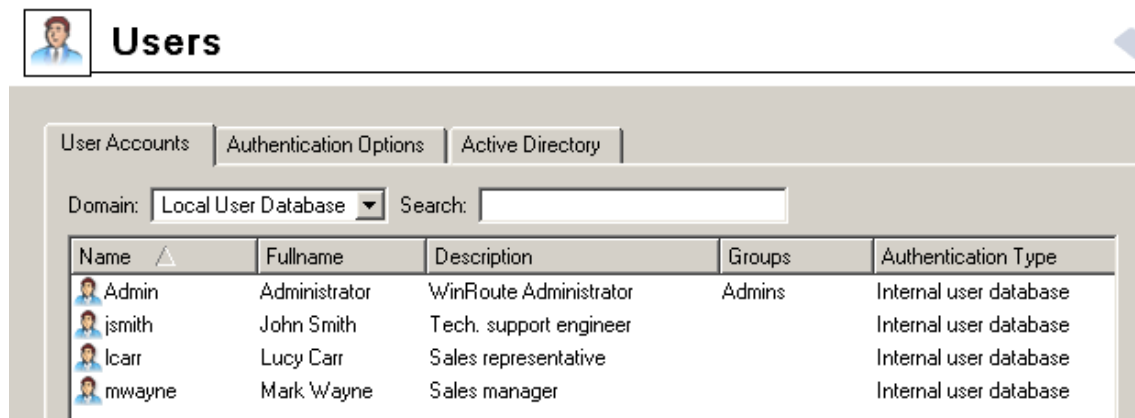 Users
User Accounts Authentication Options Active Directory
Domain: Local User Database Search:
Name Fullname Description Groups Authentication Type
Admin Administrator WinRoute Administrator Admins Internal user database
jsmith John Smith Tech. support engineer Internal user database
lcarr Lucy Carr Sales representative Internal user database
mwayne Mark Wayne Sales manager Internal user database